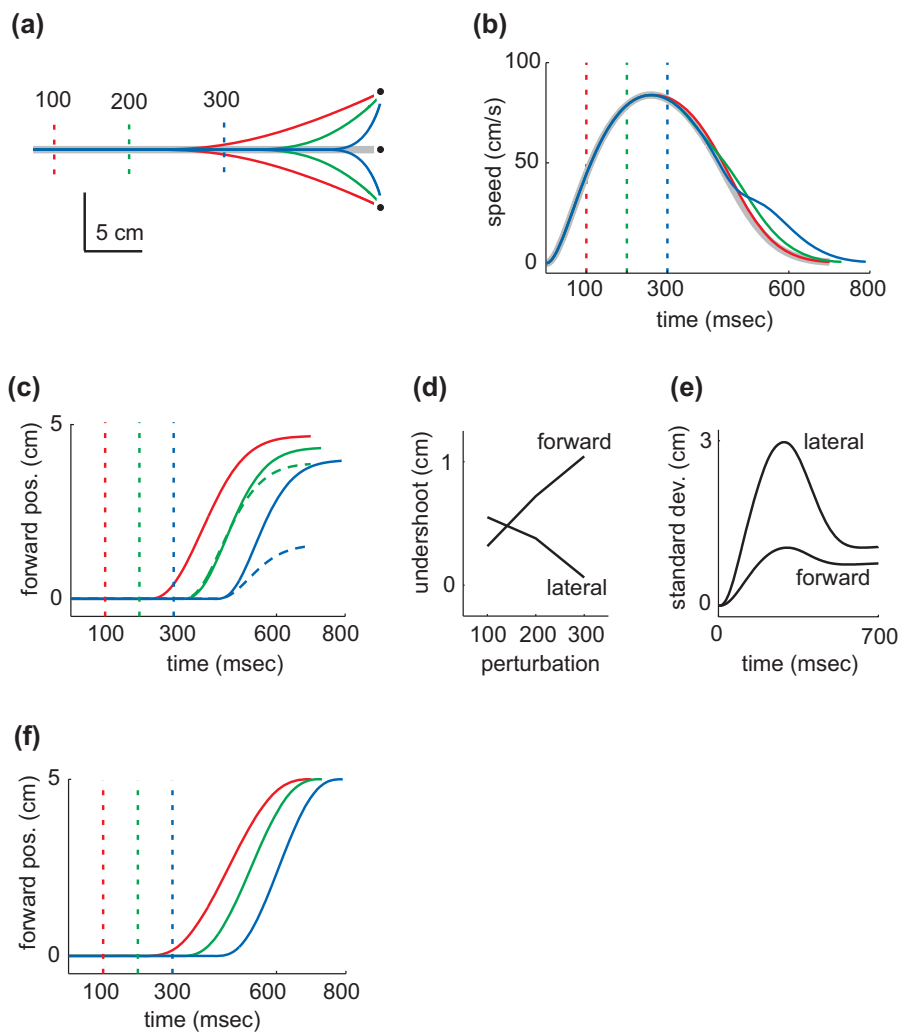 (a)
100
200
300
5 cm
(b)
100
50
0
speed (cm/s)
100
300
600
800
time (msec)
(c)
5
0
forward pos. (cm)
100
300
600
800
time (msec)
(d)
1
0
undershoot (cm)
forward
lateral
100 200 300
perturbation
(e)
3
0
standard dev. (cm)
lateral
forward
0
700
time (msec)
(f)
5
0
forward pos. (cm)
100
300
600
800
time (msec)